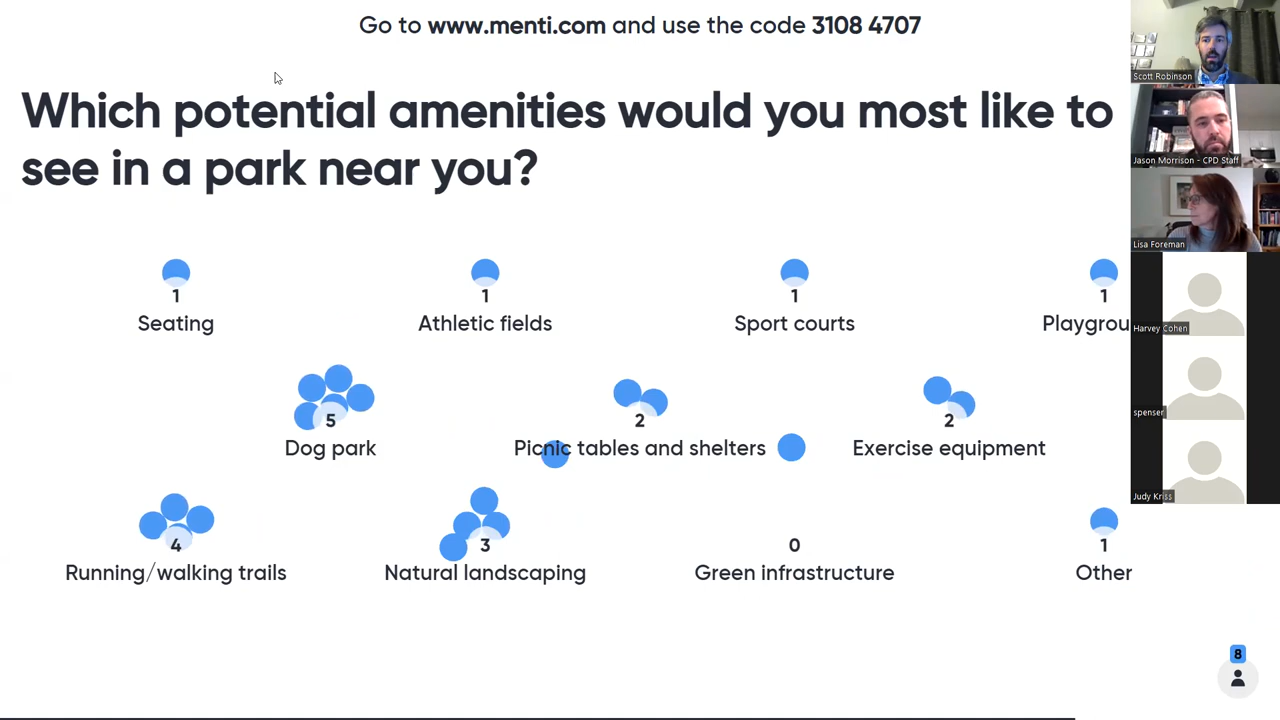 Go to www.menti.com and use the code 3108 4707
Which potential amenities would you most like to
see in a park near you?
1
Seating
1
Athletic fields
1
Sport courts
1
Playgrou
5
Dog park
2
Picnic tables and shelters
2
Exercise equipment
4
Running/walking trails
3
Natural landscaping
0
Green infrastructure
1
Other
8
Scott Robinson
Jason Morrison - CPD Staff
Lisa Foreman
Harvey Cohen
spenser
Judy Kriss